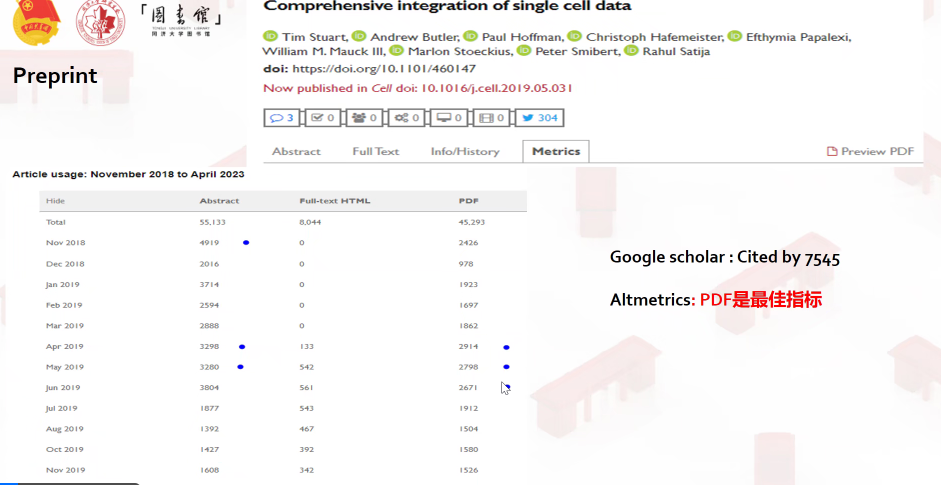 「图书馆」
TONGJI UNIVERSITY LIBRARY
同济大学图书馆
Preprint
Comprehensive integration of single cell data
Tim Stuart, Andrew Butler, Paul Hoffman, Christoph Hafemeister, Efthymia Papalexi,
William M. Mauck III, Marlon Stoeckius, Peter Smibert, Rahul Satija
doi: https://doi.org/10.1101/460147
Now published in Cell doi: 10.1016/j.cell.2019.05.031
3 0 0 0 0 0 304
Abstract Full Text Info/History Metrics Preview PDF
Article usage: November 2018 to April 2023
Hide Abstract Full-text HTML PDF
Total 55,133 8,044 45,293
Nov 2018 4919 0 2426
Dec 2018 2016 0 978
Jan 2019 3714 0 1923
Feb 2019 2594 0 1697
Mar 2019 2888 0 1862
Apr 2019 3298 133 2914
May 2019 3280 542 2798
Jun 2019 3804 561 2671
Jul 2019 1877 543 1912
Aug 2019 1392 467 1504
Oct 2019 1427 392 1580
Nov 2019 1608 342 1526
Google scholar : Cited by 7545
Altmetrics: PDF是最佳指标